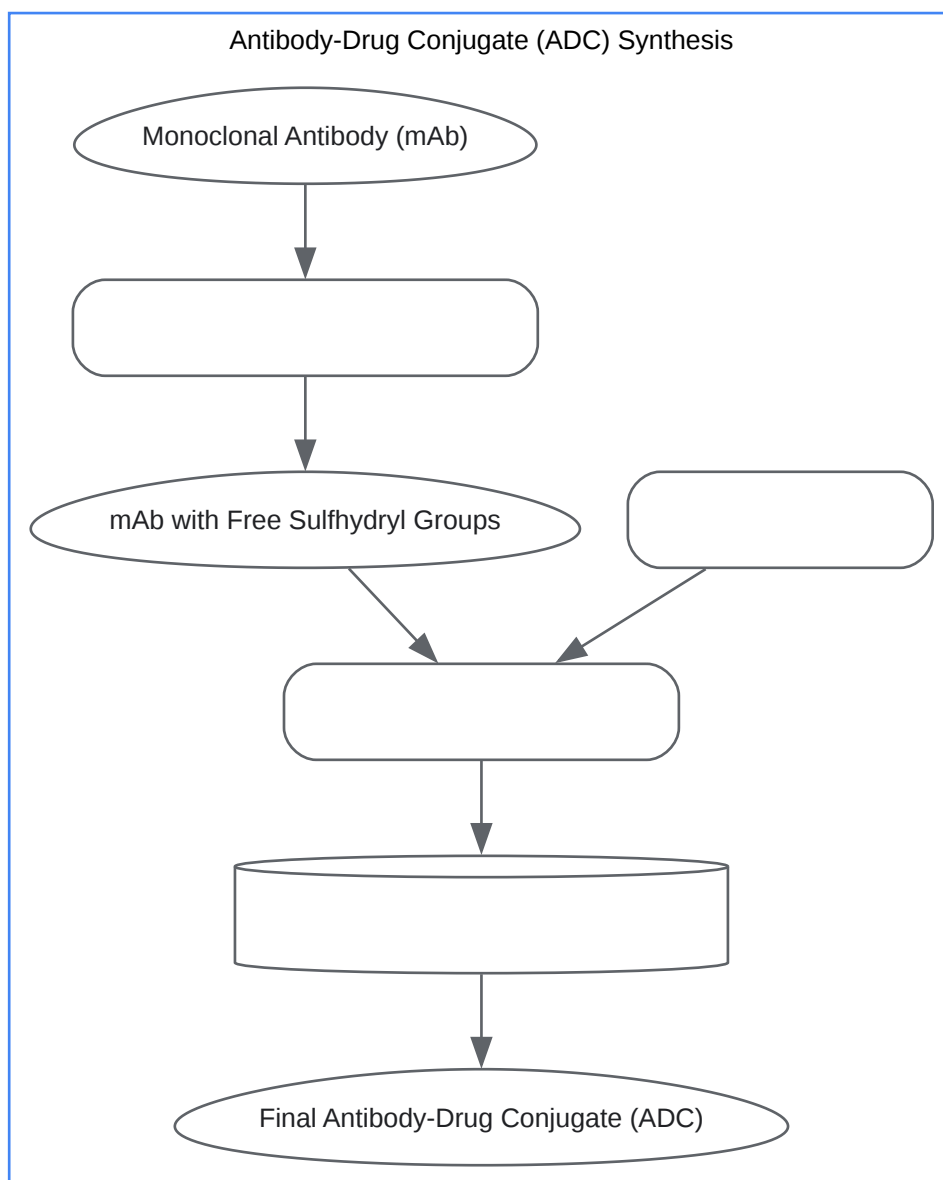 Antibody-Drug Conjugate (ADC) Synthesis
Monoclonal Antibody (mAb)
mAb with Free Sulfhydryl Groups
Final Antibody-Drug Conjugate (ADC)